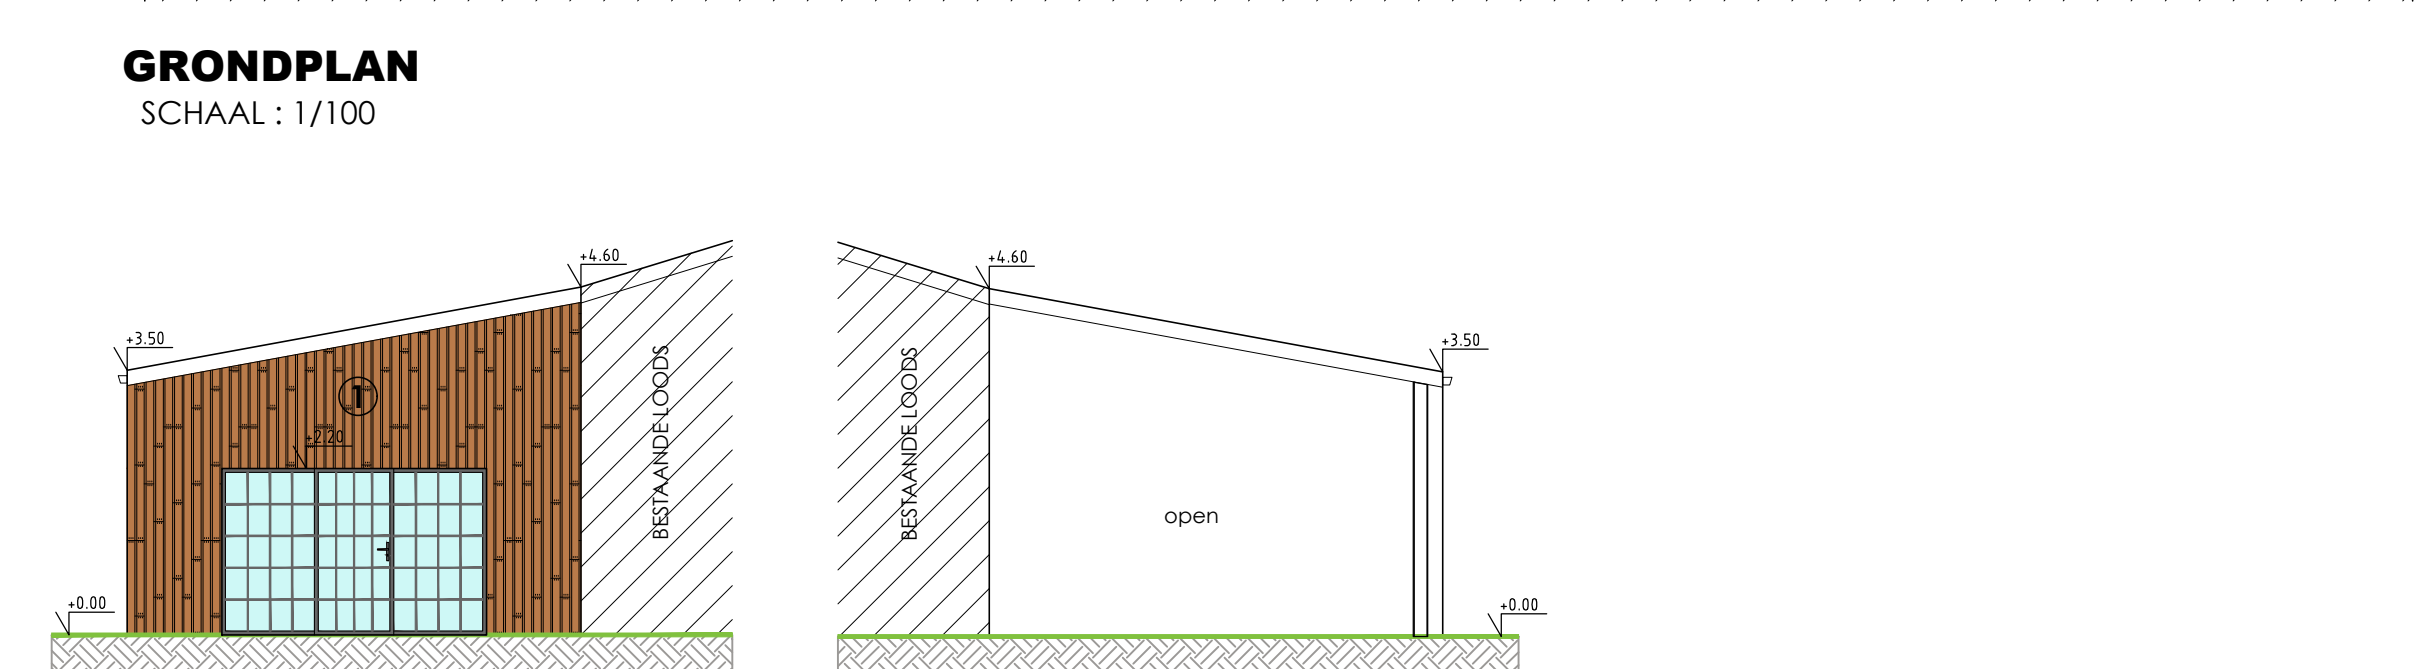 GRONDPLAN
SCHAAL : 1/100
+4.60
+3.50
1
+2.20
BESTAANDE LOODS
+0.00
+4.60
+3.50
BESTAANDE LOODS
open
+0.00